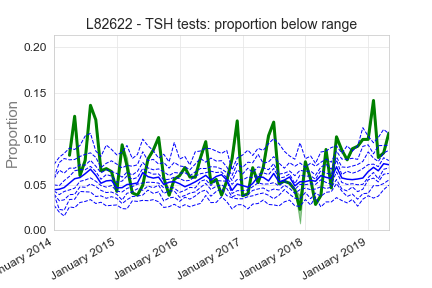 L82622 - TSH tests: proportion below range
Proportion
0.20
0.15
0.10
0.05
0.00
2014
January 2015
January 2016
January 2017
January 2018
January 2019